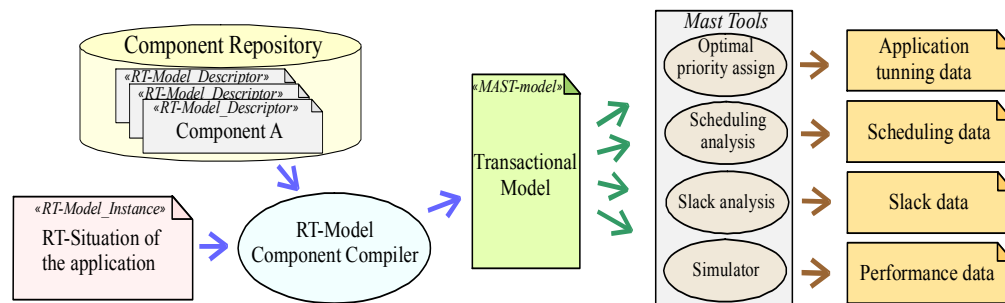 Component Repository
«RT-Model_Descriptor»
«RT-Model_Descriptor»
«RT-Model_Descriptor»
Component A
«RT-Model_Instance»
RT-Situation of
the application
RT-Model
Component Compiler
«MAST-model»
Transactional
Model
Mast Tools
Optimal
priority assign
Scheduling
analysis
Slack analysis
Simulator
Application
tunning data
Scheduling data
Slack data
Performance data